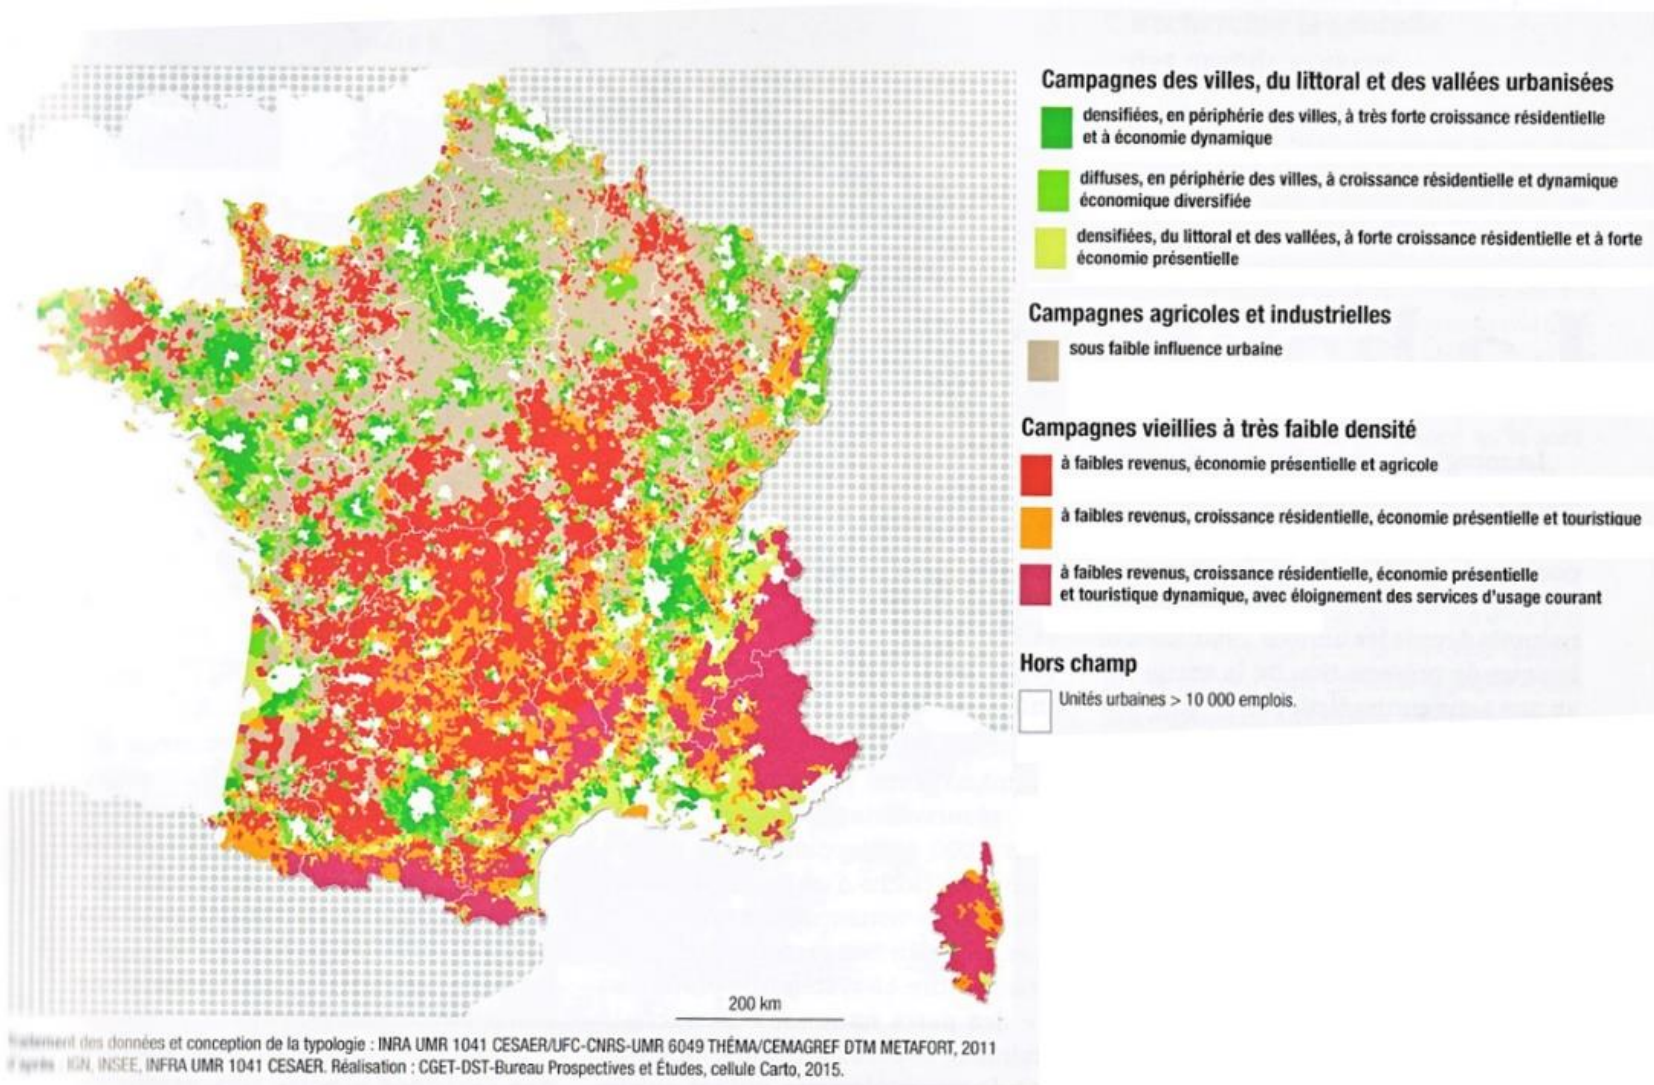 Campagnes des villes, du littoral et des vallées urbanisées
densifiées, en périphérie des villes, à très forte croissance résidentielle
et à économie dynamique
diffuses, en périphérie des villes, à croissance résidentielle et dynamique
économique diversifiée
densifiées, du littoral et des vallées, à forte croissance résidentielle et à forte
économie présentielle
Campagnes agricoles et industrielles
sous faible influence urbaine
Campagnes vieillies à très faible densité
à faibles revenus, économie présentielle et agricole
à faibles revenus, croissance résidentielle, économie présentielle et touristique
à faibles revenus, croissance résidentielle, économie présentielle
et touristique dynamique, avec éloignement des services d'usage courant
Hors champ
Unités urbaines > 10 000 emplois.
200 km
des données et conception de la typologie : INRA UMR 1041 CESAER/UFC-CNRS-UMR 6049 THÉMA/CEMAGREF DTM METAFORT, 2011
IGN, INSEE, INFRA UMR 1041 CESAER. Réalisation : CGET-DST-Bureau Prospectives et Études, cellule Carto, 2015.